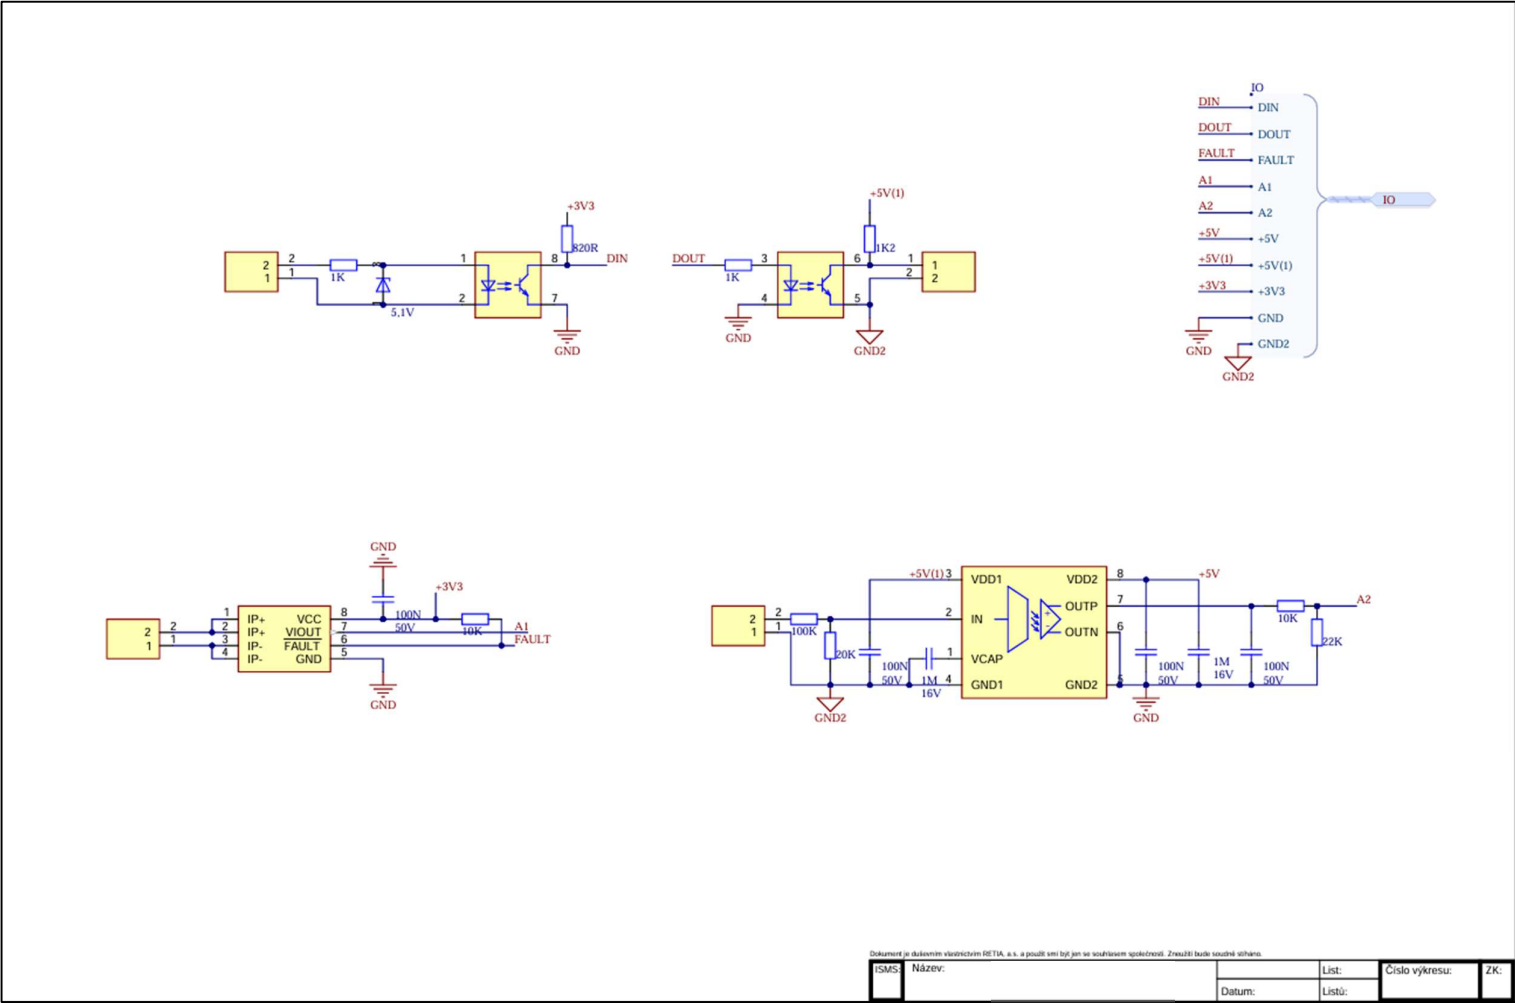 IO
DIN DIN
DOUT DOUT
FAULT FAULT
A1 A1
A2 A2
+5V +5V
+5V(1) +5V(1)
+3V3 +3V3
GND
GND
GND2
GND2
IO
+3V3
820R
2 2
1 1
1K
5,1V
1
2
8
7
DIN
GND
+5V(1)
1K2
DOUT
1K
3
4
6
5
1 1
2 2
GND
GND2
GND
+3V3
2 2
1 1
1 IP+
2 IP+
3 IP-
4 IP-
VCC 8
VIOUT 7
FAULT 6
GND 5
100N
50V
10K
A1
FAULT
GND
2 2
1 1
100K
20K
+5V(1)
3 VDD1
2 IN
1 VCAP
4 GND1
VDD2 8
OUTP 7
OUTN 6
GND2 5
100N
50V
1M
16V
GND2
+5V
100N
50V
1M
16V
100N
50V
10K
22K
A2
GND
Dokument je duševním vlastnictvím RETIA, a.s. a použít smí být jen se souhlasem společnosti. Zneužití bude soudně stíháno.
ISMS: Název: List: Číslo výkresu: ZK:
Datum: Listů: